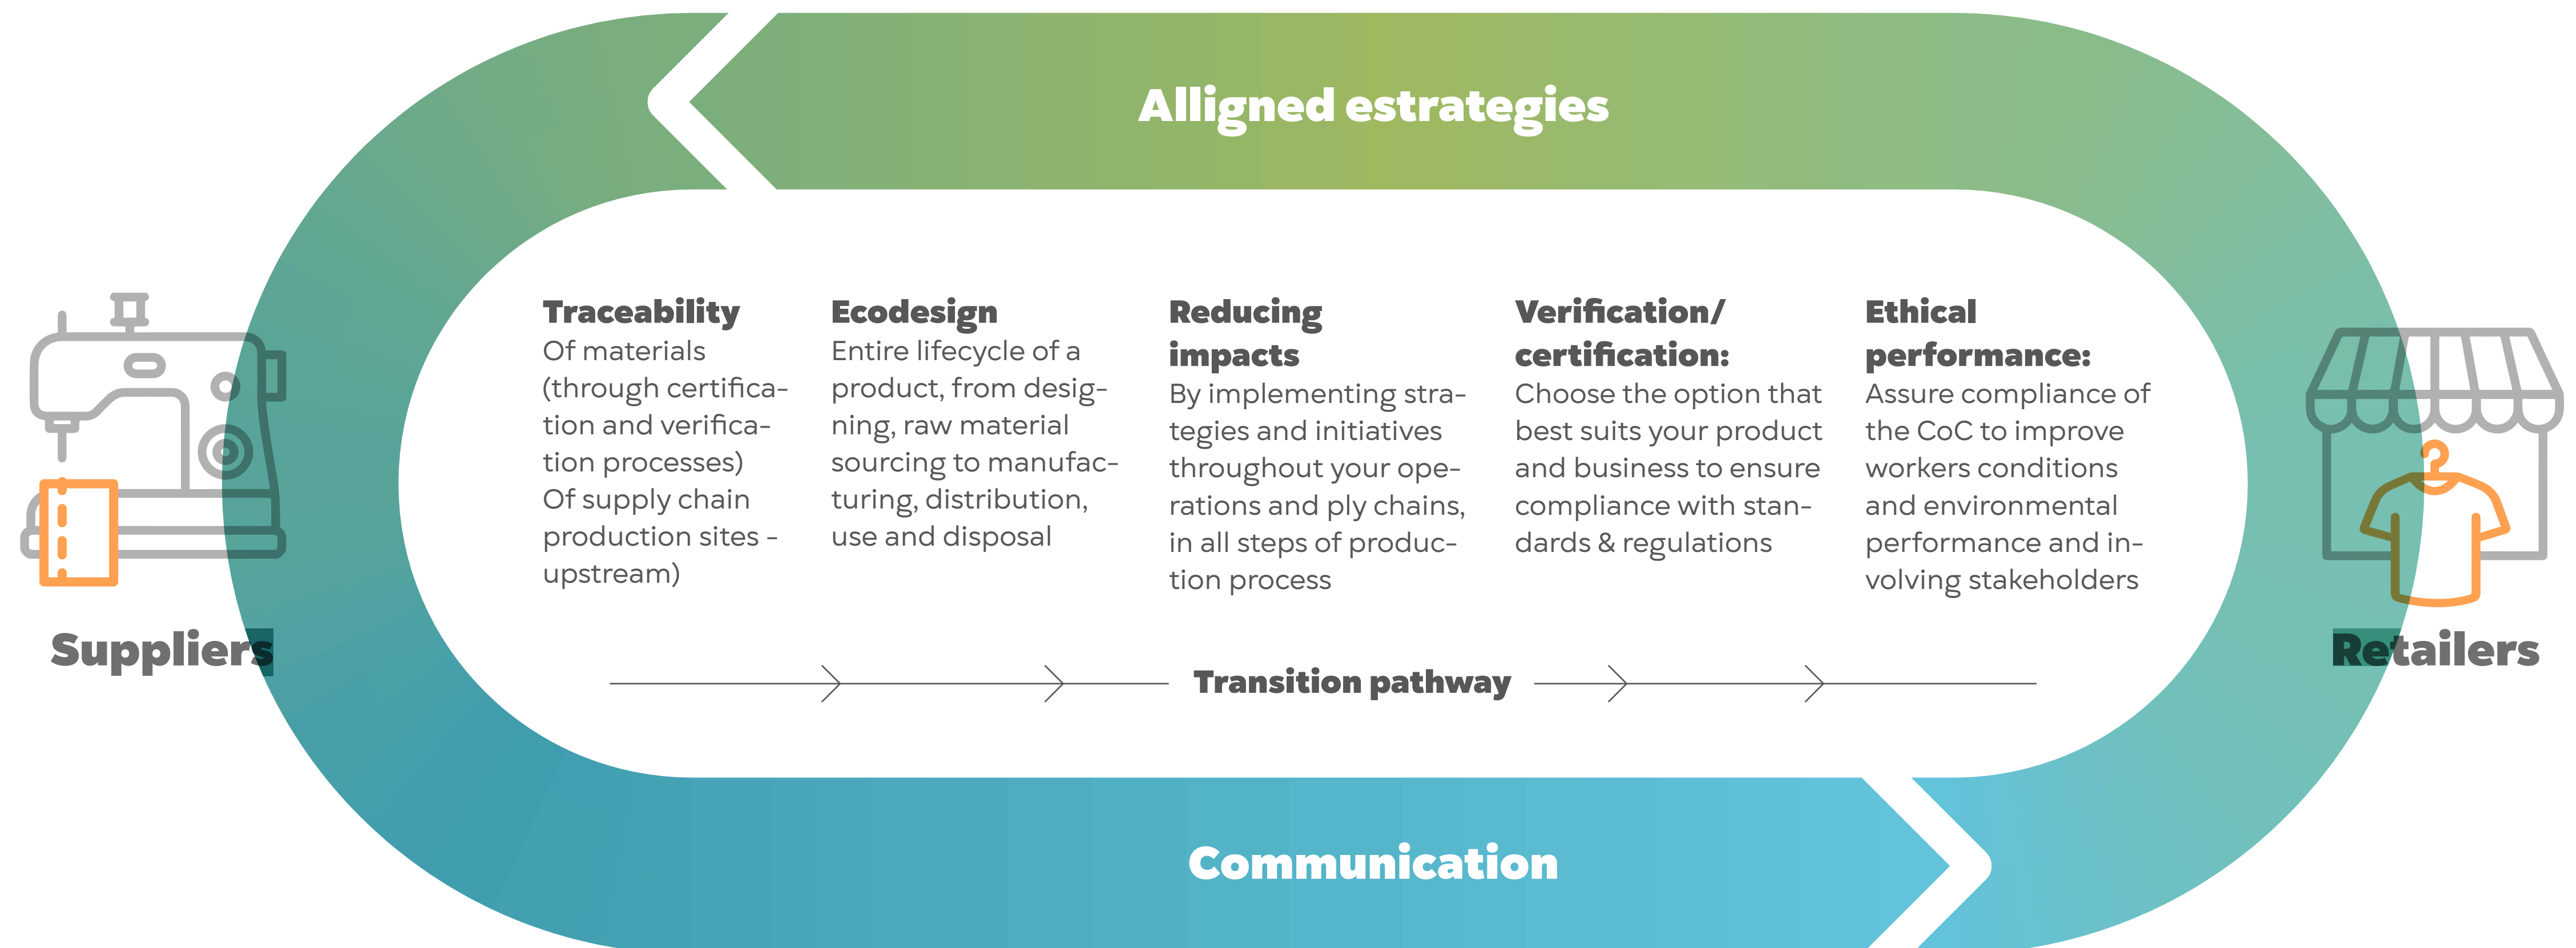 Alligned estrategies
Traceability
Of materials
(through certifica-
tion and verifica-
tion processes)
Of supply chain
production sites -
upstream)
Ecodesign
Entire lifecycle of a
product, from desig-
ning, raw material
sourcing to manufac-
turing, distribution,
use and disposal
Reducing
impacts
By implementing stra-
tegies and initiatives
throughout your ope-
rations and ply chains,
in all steps of produc-
tion process
Verification/
certification:
Choose the option that
best suits your product
and business to ensure
compliance with stan-
dards & regulations
Ethical
performance:
Assure compliance of
the CoC to improve
workers conditions
and environmental
performance and in-
volving stakeholders
Suppliers
Retailers
Transition pathway
Communication